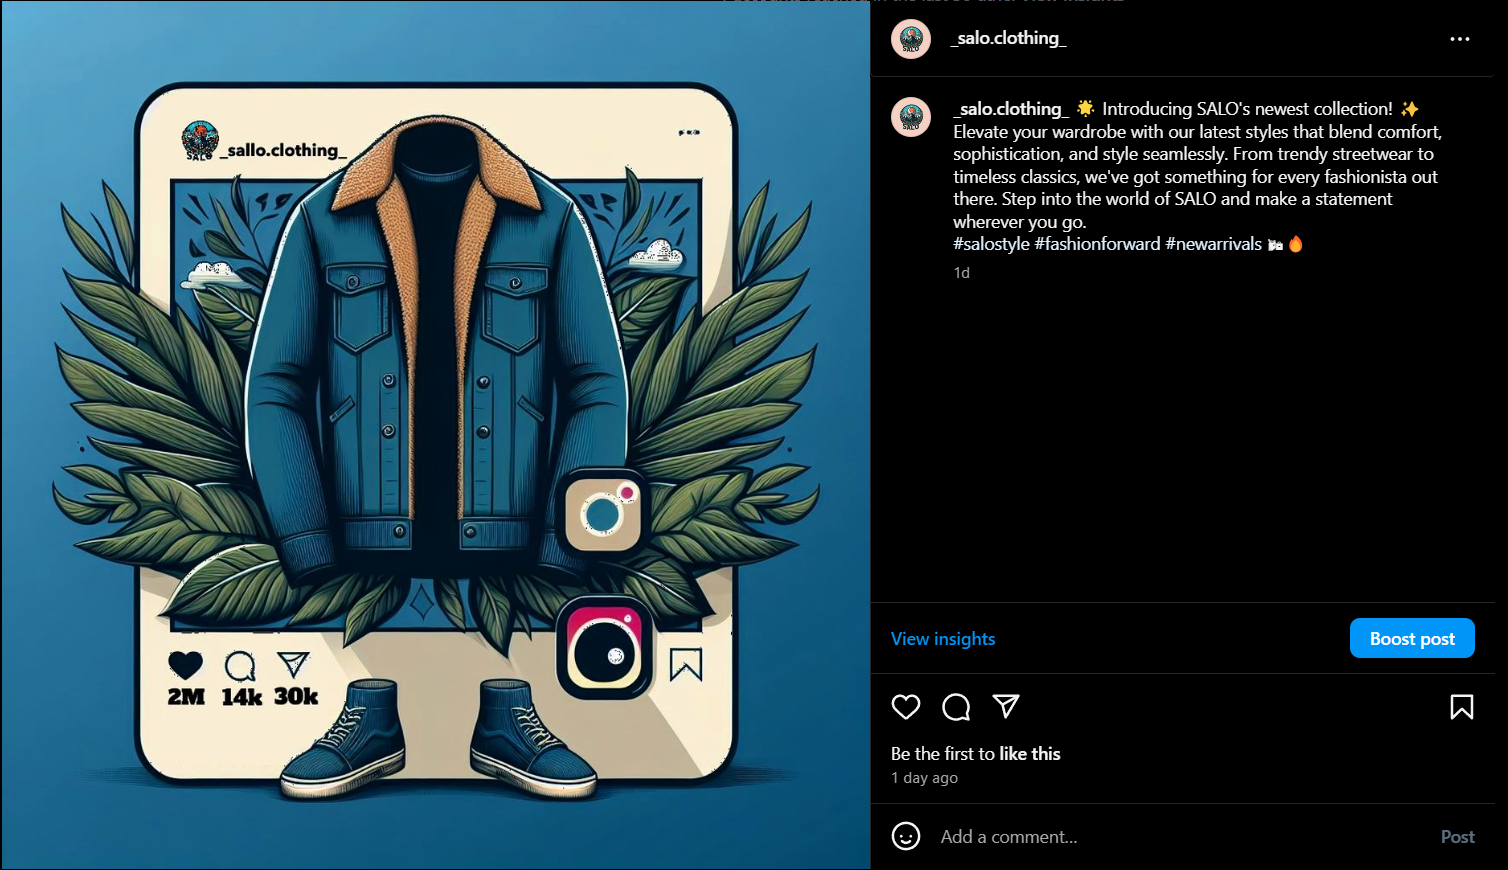 SALO
_sallo.clothing_
2M 14k 30k
SALO
_salo.clothing_
SALO
_salo.clothing_ 🌟 Introducing SALO's newest collection! ✨
Elevate your wardrobe with our latest styles that blend comfort,
sophistication, and style seamlessly. From trendy streetwear to
timeless classics, we've got something for every fashionista out
there. Step into the world of SALO and make a statement
wherever you go.
#salostyle #fashionforward #newarrivals 🔥
1d
View insights
Boost post
Be the first to like this
1 day ago
Add a comment...
Post